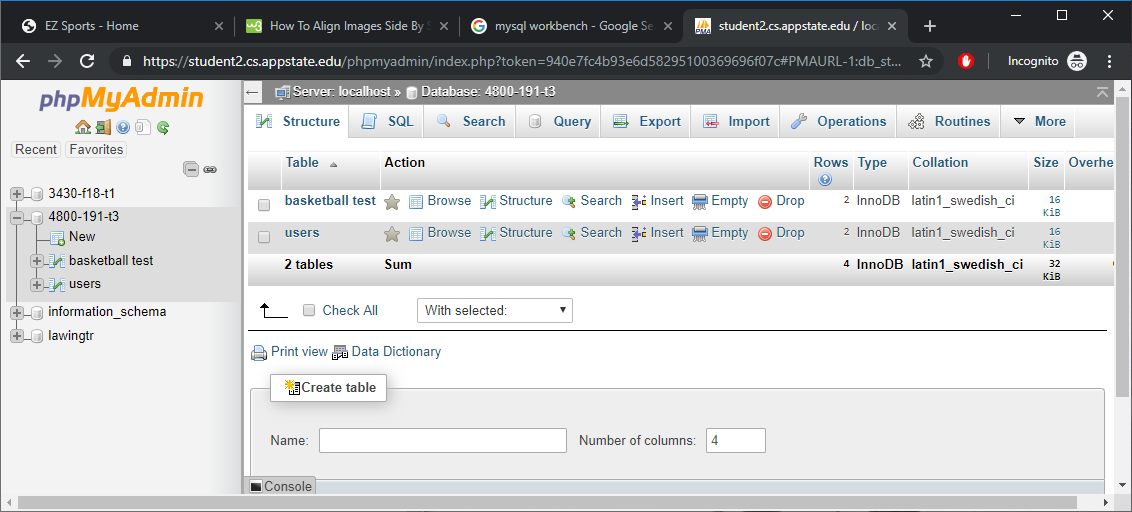 EZ Sports - Home
How To Align Images Side By S
mysql workbench - Google Se
student2.cs.appstate.edu / loca
https://student2.cs.appstate.edu/phpmyadmin/index.php?token=940e7fc4b93e6d58295100369696f07c#PMAURL-1:db_st...
Incognito
phpMyAdmin
Recent Favorites
3430-f18-t1
4800-191-t3
New
basketball test
users
information_schema
lawingtr
Server: localhost » Database: 4800-191-t3
Structure SQL Search Query Export Import Operations Routines More
Table Action Rows Type Collation Size Overhe
basketball test Browse Structure Search Insert Empty Drop 2 InnoDB latin1_swedish_ci 16 KiB
users Browse Structure Search Insert Empty Drop 2 InnoDB latin1_swedish_ci 16 KiB
2 tables Sum 4 InnoDB latin1_swedish_ci 32 KiB
Check All With selected:
Print view Data Dictionary
Create table
Name: Number of columns: 4
Console